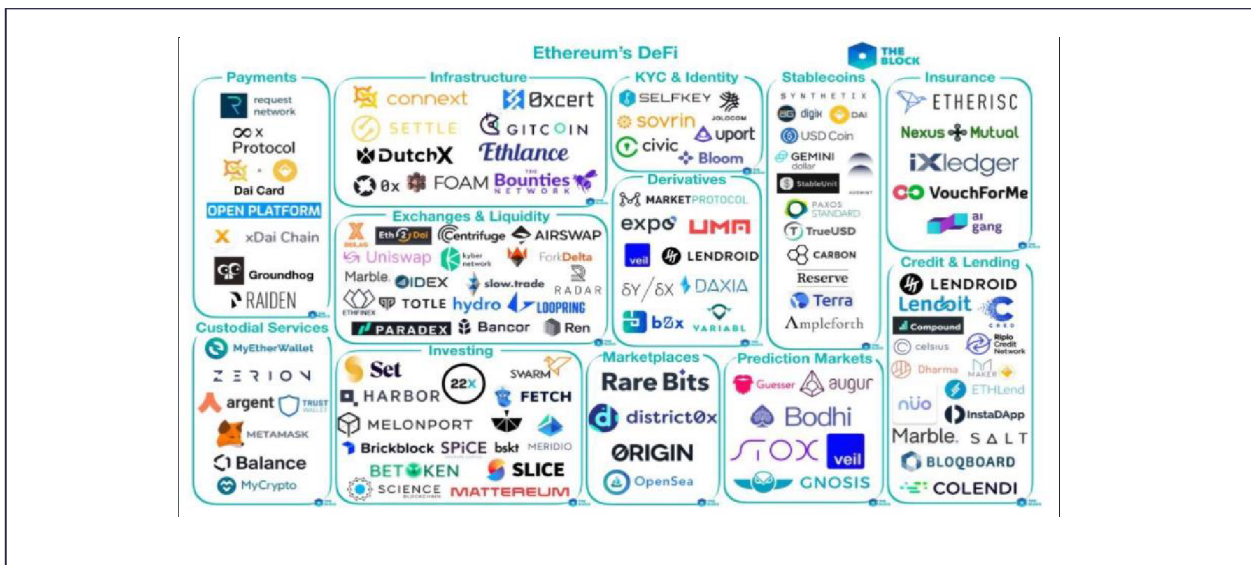 Ethereum's DeFi
THE BLOCK
Payments
request network
x Protocol
Dai Card
OPEN PLATFORM
xDai Chain
Groundhog
RAIDEN
Infrastructure
connext 0xcert
SETTLE GITCOIN
DutchX Ethlance
0x FOAM THE Bounties NETWORK
KYC & Identity
SELFKEY JOLOCOM
sovrin uport
civic Bloom
Stablecoins
SYNTHETIX
digix DAI
USD Coin
GEMINI dollar
StableUnit
PAXOS STANDARD
TrueUSD
CARBON
Reserve
Terra
Ampleforth
Insurance
ETHERISC
Nexus Mutual
iXledger
VouchForMe
ai gang
Exchanges & Liquidity
Eth2Dai Centrifuge AIRSWAP
Uniswap kyber network ForkDelta
Marble. IDEX slow.trade RADAR
ETHFINEX TOTLE hydro LOOPRING
PARADEX Bancor Ren
Derivatives
MARKETPROTOCOL
expo UMA
veil LENDROID
δY/δX DAXIA
b0x VARIABL
Credit & Lending
LENDROID
Lendoit CRED
Compound
celsius Riplo Credit Network
Dharma MAKER
ETHLend
nüo InstaDApp
Marble. SALT
BLOQBOARD
COLENDI
Custodial Services
MyEtherWallet
ZERION
argent TRUST WALLET
METAMASK
Balance
MyCrypto
Investing
Set 22X SWARM
HARBOR FETCH
MELONPORT
Brickblock SPiCE bskt MERIDIO
BETOKEN SLICE
SCIENCE BLOCKCHAIN MATTEREUM
Marketplaces
Rare Bits
district0x
ORIGIN
OpenSea
Prediction Markets
Guesser augur
Bodhi
STOX veil
GNOSIS